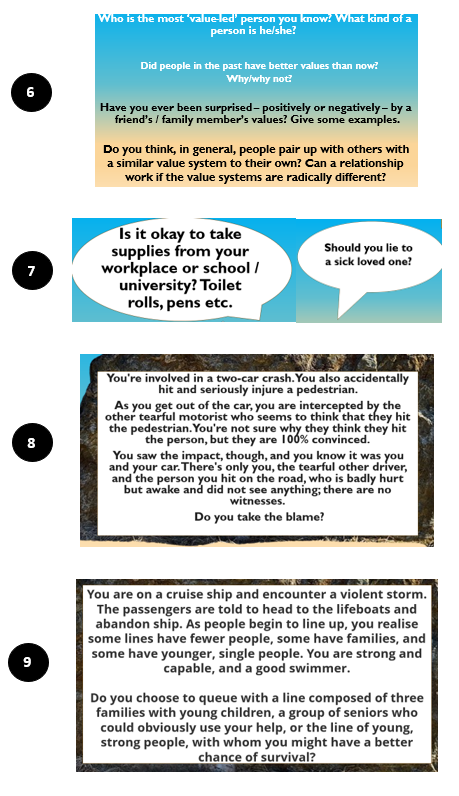 Who is the most 'value-led' person you know? What kind of a
person is he/she?
Did people in the past have better values than now?
Why/why not?
6
Have you ever been surprised – positively or negatively – by a
friend's / family member's values? Give some examples.
Do you think, in general, people pair up with others with
a similar value system to their own? Can a relationship
work if the value systems are radically different?
7
Is it okay to take
supplies from your
workplace or school /
university? Toilet
rolls, pens etc.
Should you lie to
a sick loved one?
8
You're involved in a two-car crash. You also accidentally
hit and seriously injure a pedestrian.
As you get out of the car, you are intercepted by the
other tearful motorist who seems to think that they hit
the pedestrian. You're not sure why they think they hit
the person, but they are 100% convinced.
You saw the impact, though, and you know it was you
and your car. There's only you, the tearful other driver,
and the person you hit on the road, who is badly hurt
but awake and did not see anything; there are no
witnesses.
Do you take the blame?
9
You are on a cruise ship and encounter a violent storm.
The passengers are told to head to the lifeboats and
abandon ship. As people begin to line up, you realise
some lines have fewer people, some have families, and
some have younger, single people. You are strong and
capable, and a good swimmer.
Do you choose to queue with a line composed of three
families with young children, a group of seniors who
could obviously use your help, or the line of young,
strong people, with whom you might have a better
chance of survival?